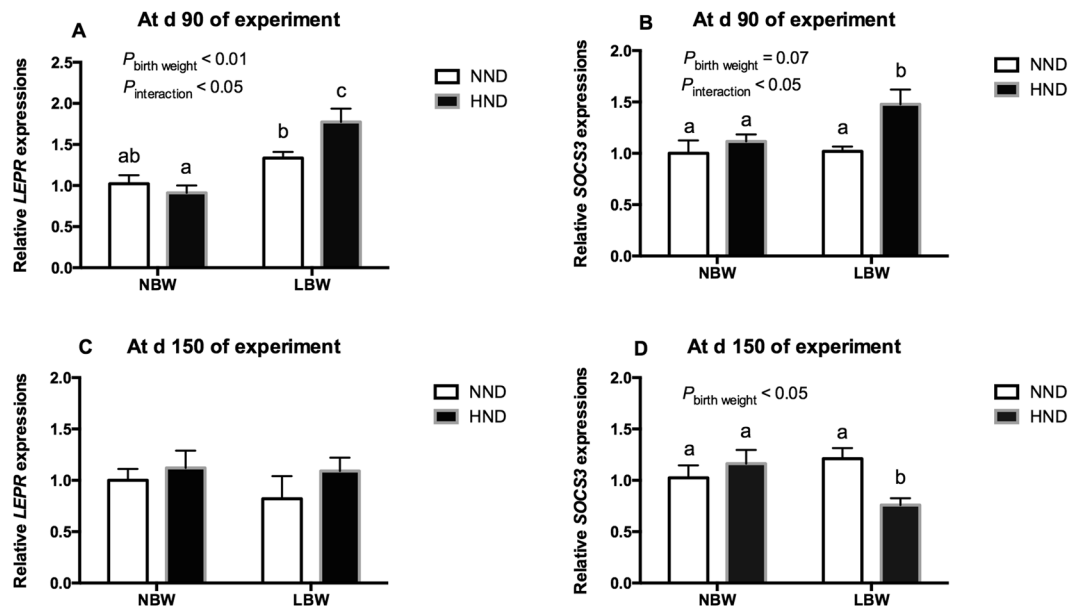 A
At d 90 of experiment
P birth weight < 0.01
P interaction < 0.05
Relative LEPR expressions
2.5
2.0
1.5
1.0
0.5
0.0
ab
a
b
c
NBW
LBW
NND
HND
B
At d 90 of experiment
P birth weight = 0.07
P interaction < 0.05
Relative SOCS3 expressions
2.0
1.5
1.0
0.5
0.0
a
a
a
b
NBW
LBW
NND
HND
C
At d 150 of experiment
Relative LEPR expressions
2.0
1.5
1.0
0.5
0.0
NBW
LBW
NND
HND
D
At d 150 of experiment
P birth weight < 0.05
Relative SOCS3 expressions
2.0
1.5
1.0
0.5
0.0
a
a
a
b
NBW
LBW
NND
HND